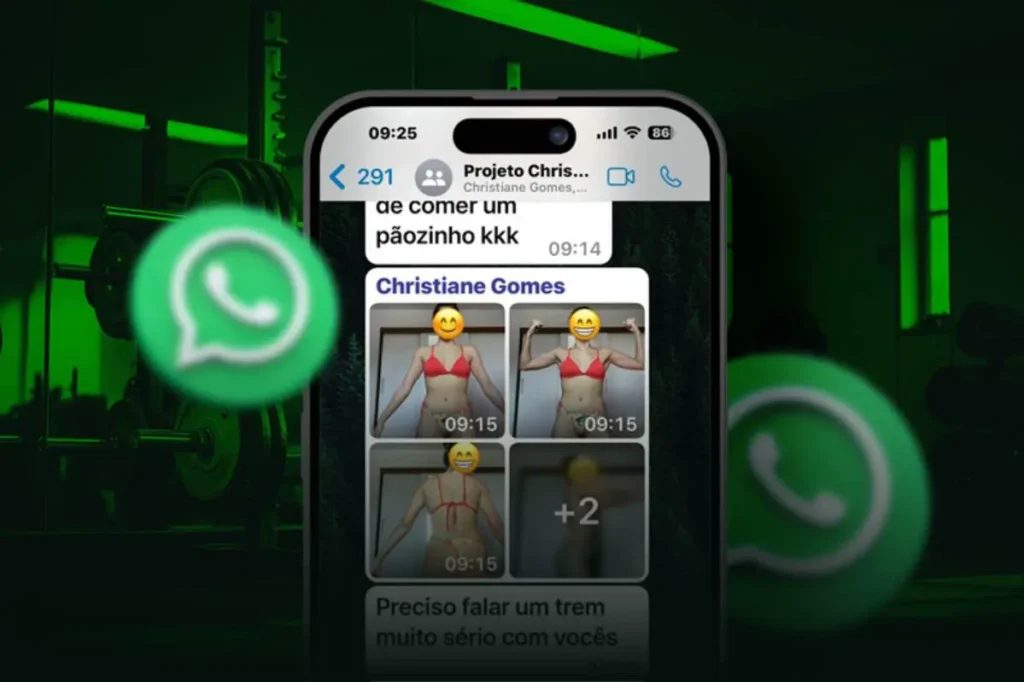 09:25
86
291
Projeto Chris...
Christiane Gomes,...
de comer um
pãozinho kkk
09:14
Christiane Gomes
09:15
09:15
09:15
+2
Preciso falar um trem
muito sério com vocês